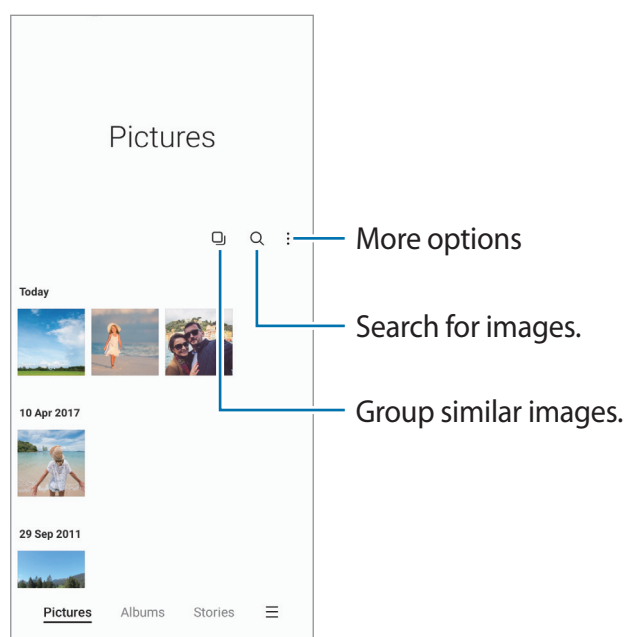 Pictures
More options
Today
Search for images.
Group similar images.
10 Apr 2017
29 Sep 2011
Pictures Albums Stories